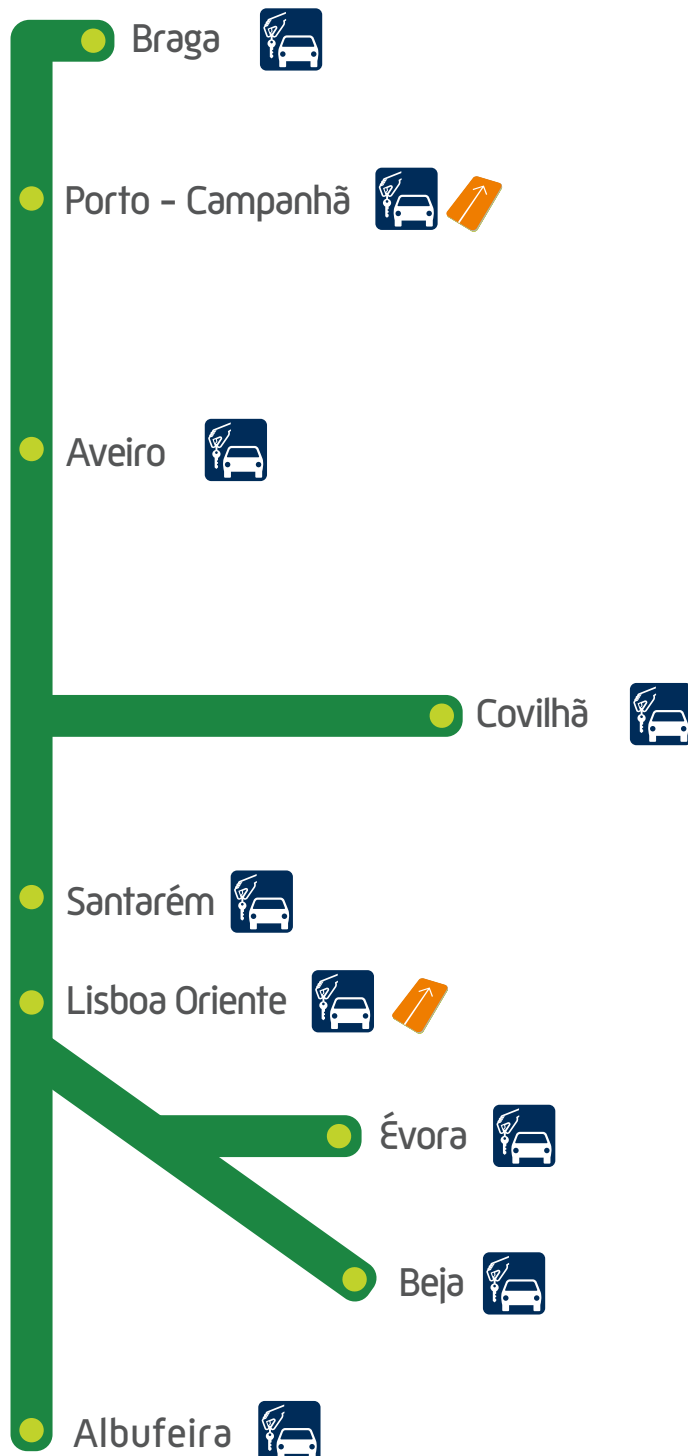 Braga
Porto - Campanhã
Aveiro
Covilhã
Santarém
Lisboa Oriente
Évora
Beja
Albufeira